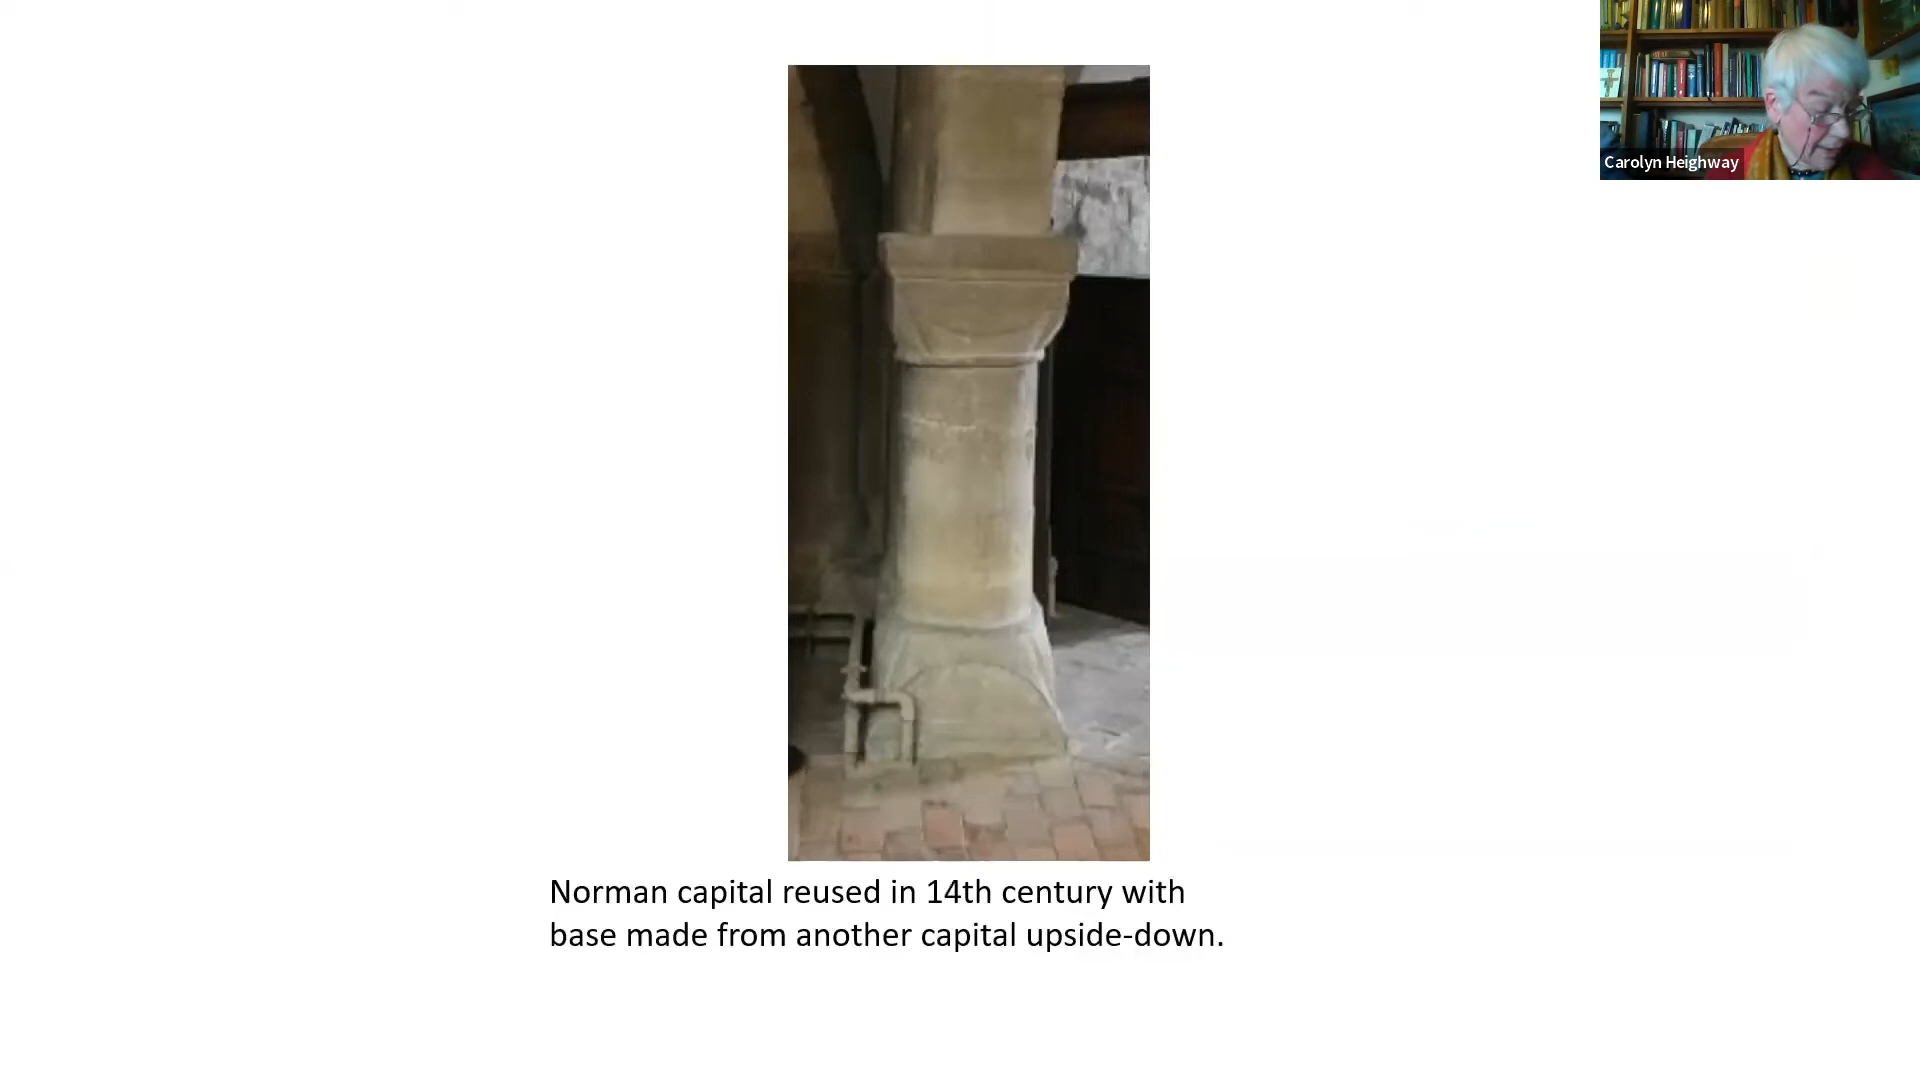 Carolyn Heighway
Norman capital reused in 14th century with
base made from another capital upside-down.